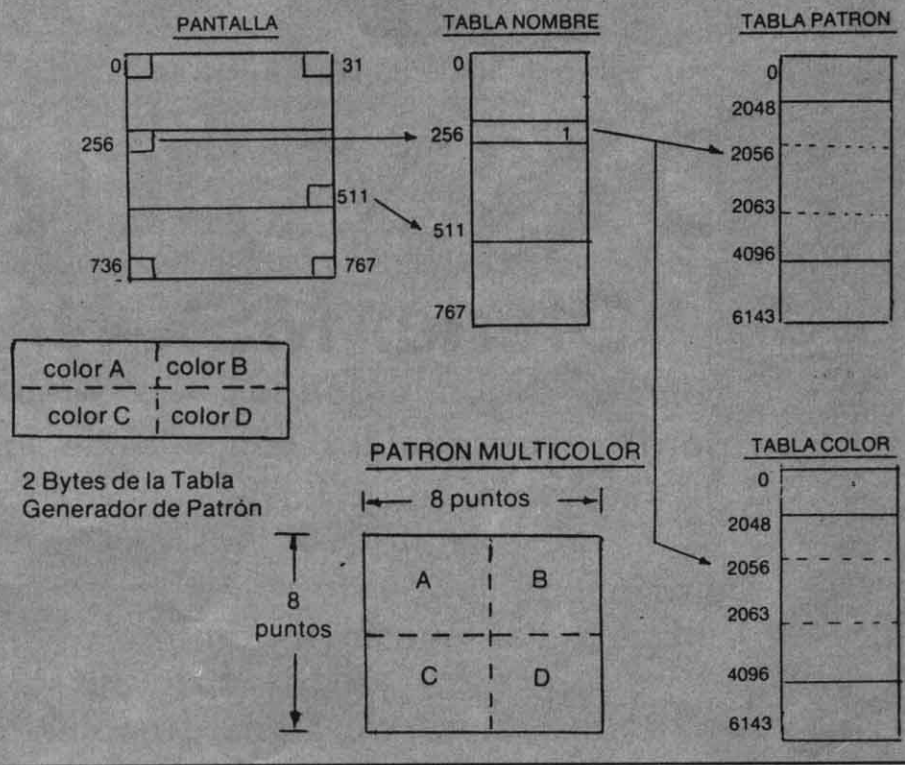 PANTALLA
0
31
256
511
736
767
TABLA NOMBRE
0
256
1
511
767
TABLA PATRON
0
2048
2056
2063
4096
6143
color A
color B
color C
color D
2 Bytes de la Tabla
Generador de Patrón
PATRON MULTICOLOR
8 puntos
8
puntos
A
B
C
D
TABLA COLOR
0
2048
2056
2063
4096
6143